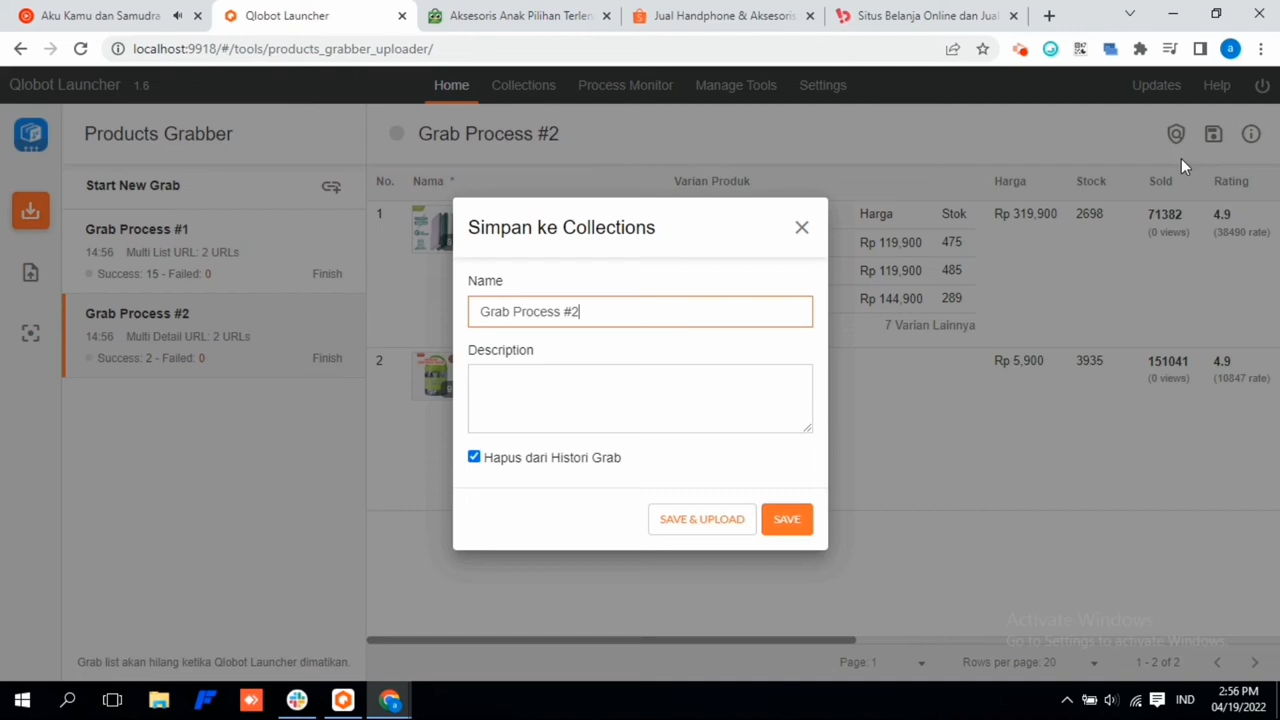 Aku Kamu dan Samudra
Qlobot Launcher
Aksesoris Anak Pilihan Terlen
Jual Handphone & Aksesoris
Situs Belanja Online dan Jual
localhost:9918/#/tools/products_grabber_uploader/
a
Qlobot Launcher 1.6
Home
Collections
Process Monitor
Manage Tools
Settings
Updates
Help
Products Grabber
Grab Process #2
Start New Grab
Grab Process #1
14:56 Multi List URL: 2 URLs
Success: 15 - Failed: 0 Finish
Grab Process #2
14:56 Multi Detail URL: 2 URLs
Success: 2 - Failed: 0 Finish
Grab list akan hilang ketika Qlobot Launcher dimatikan.
No. Nama Varian Produk Harga Stock Sold Rating
1 Harga Stok Rp 319,900 2698 71382 4.9
(0 views) (38490 rate)
Rp 119,900 475
Rp 119,900 485
Rp 144,900 289
7 Varian Lainnya
2 Rp 5,900 3935 151041 4.9
(0 views) (10847 rate)
Simpan ke Collections
Name
Grab Process #2
Description
Hapus dari Histori Grab
SAVE & UPLOAD
SAVE
Activate Windows
Go to Settings to activate Windows.
Page: 1 Rows per page: 20 1 - 2 of 2
IND
2:56 PM
04/19/2022